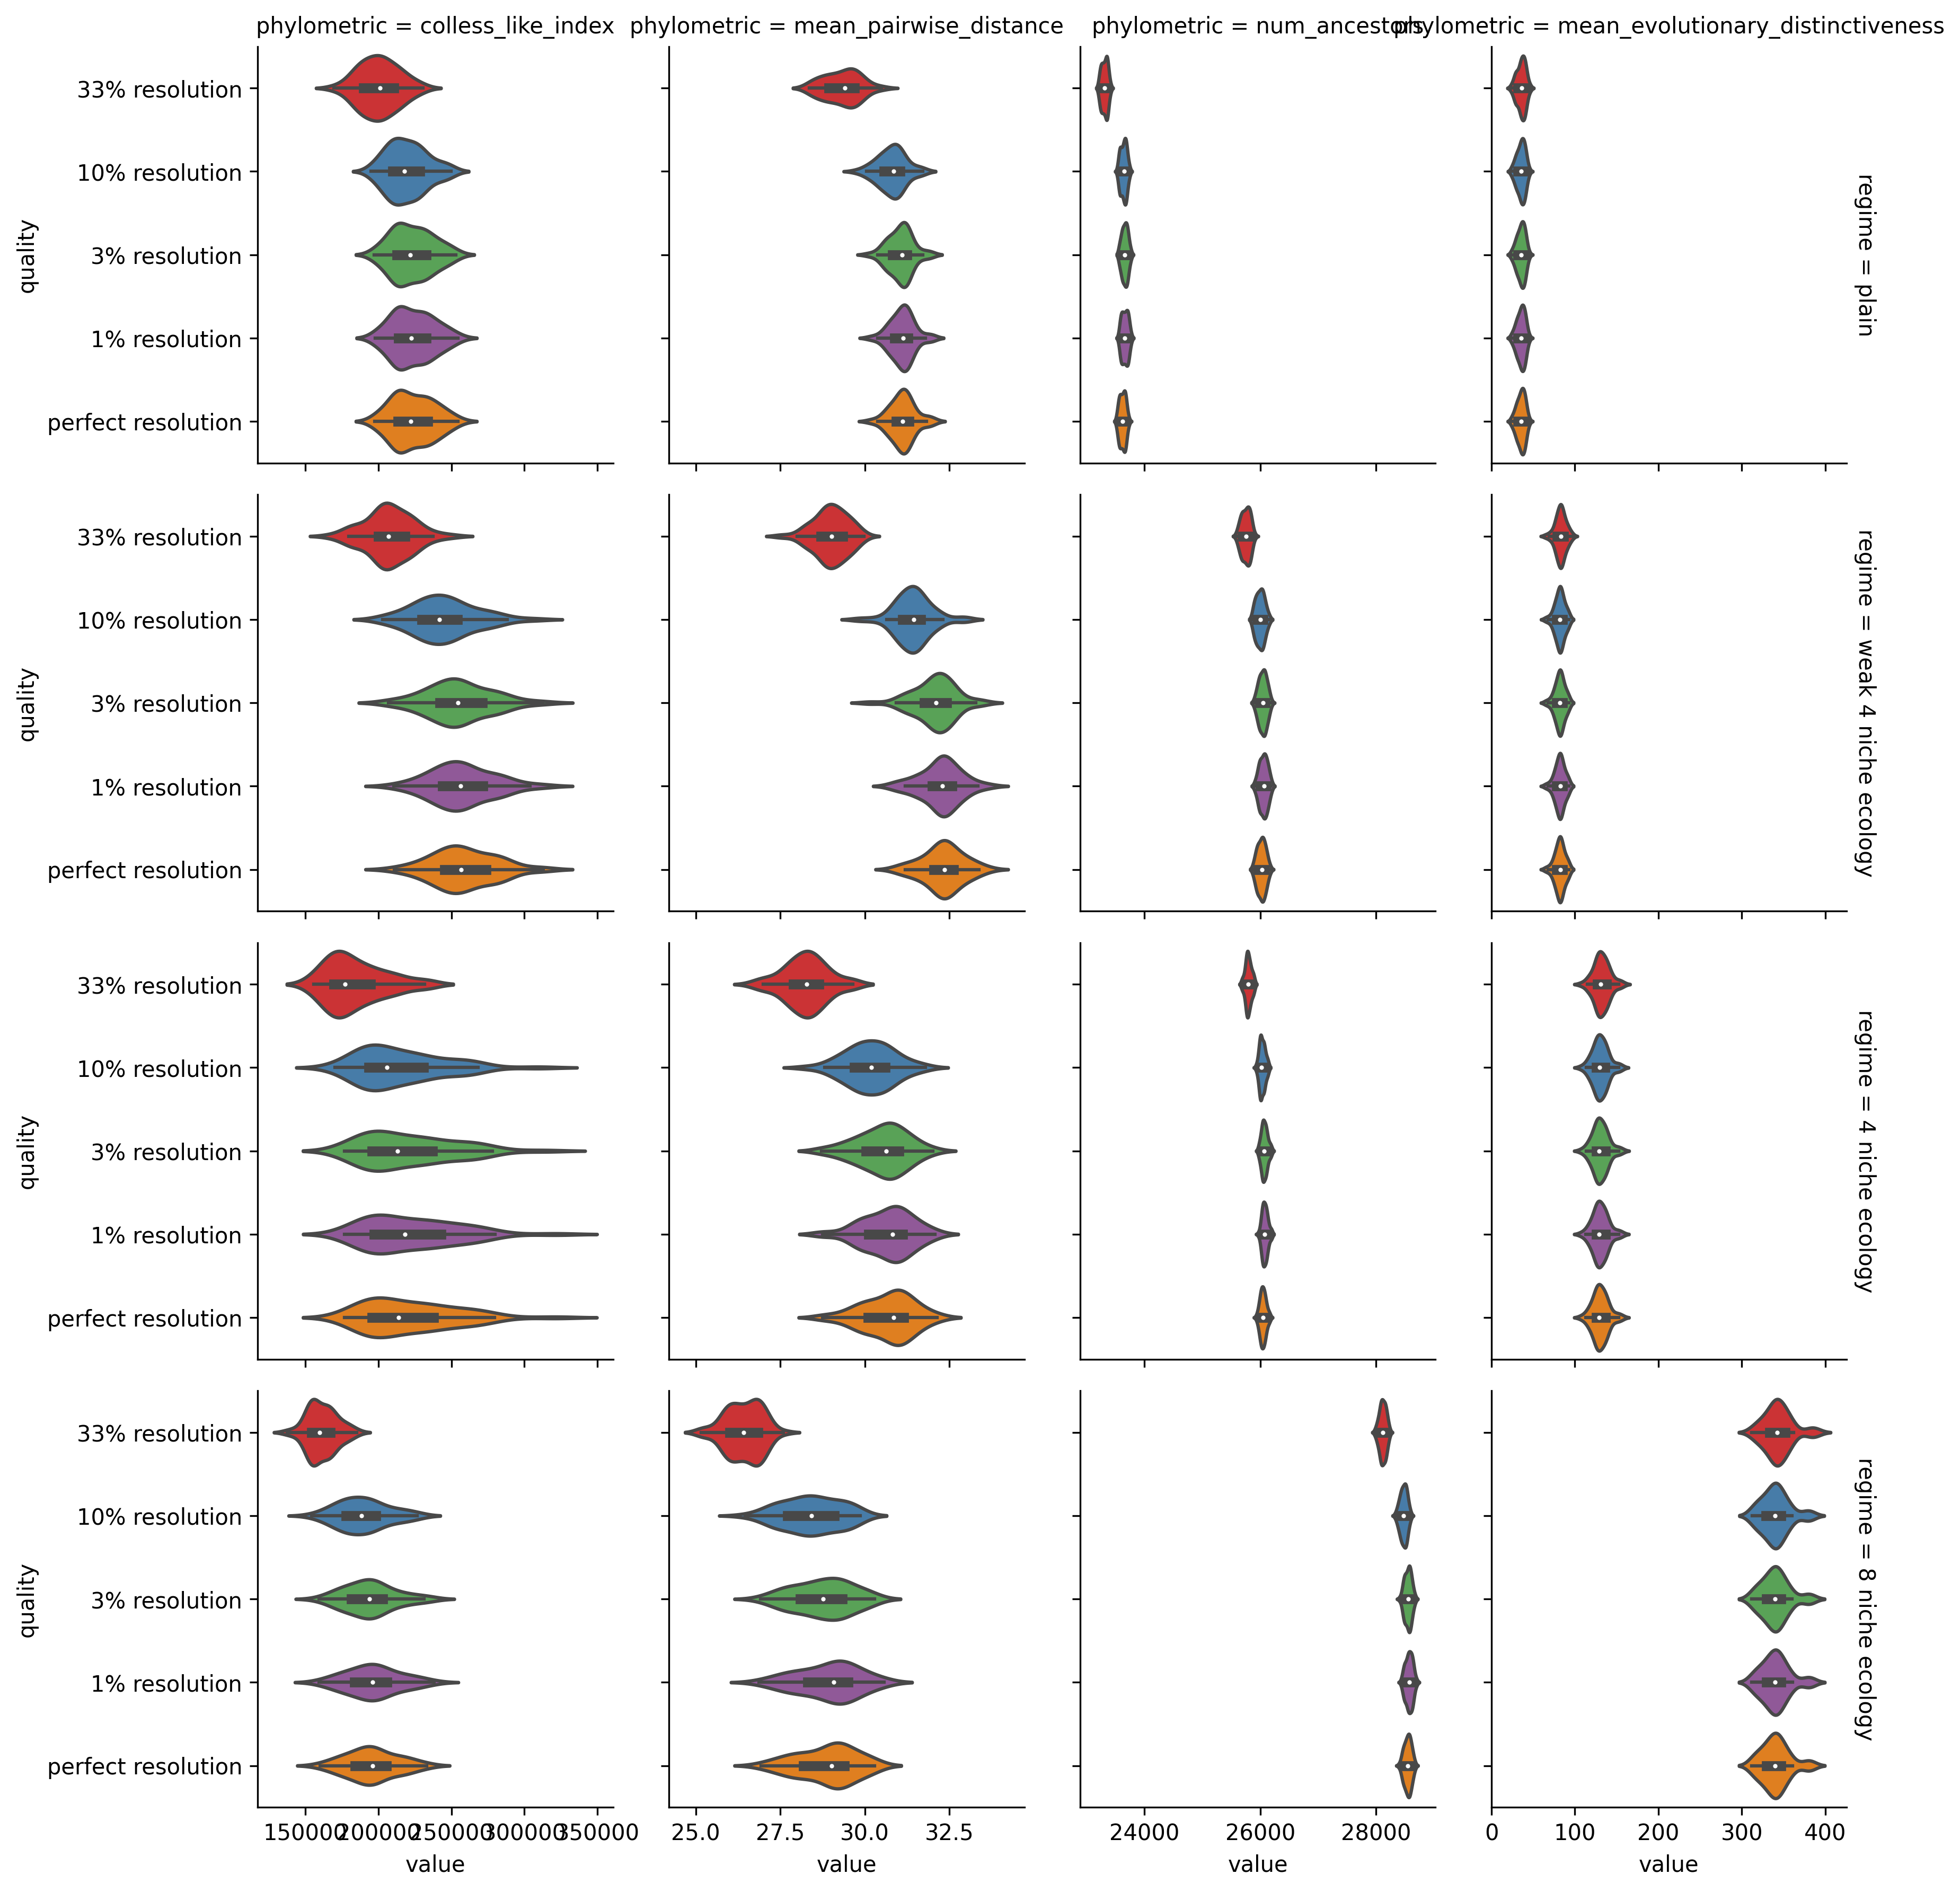 phylometric = colless_like_index
phylometric = mean_pairwise_distance
phylometric = num_ancestors
phylometric = mean_evolutionary_distinctiveness
quality
33% resolution
10% resolution
3% resolution
1% resolution
perfect resolution
regime = plain
quality
33% resolution
10% resolution
3% resolution
1% resolution
perfect resolution
regime = weak 4 niche ecology
quality
33% resolution
10% resolution
3% resolution
1% resolution
perfect resolution
regime = 4 niche ecology
quality
33% resolution
10% resolution
3% resolution
1% resolution
perfect resolution
regime = 8 niche ecology
150000 200000 250000 300000 350000
value
25.0 27.5 30.0 32.5
value
24000 26000 28000
value
0 100 200 300 400
value